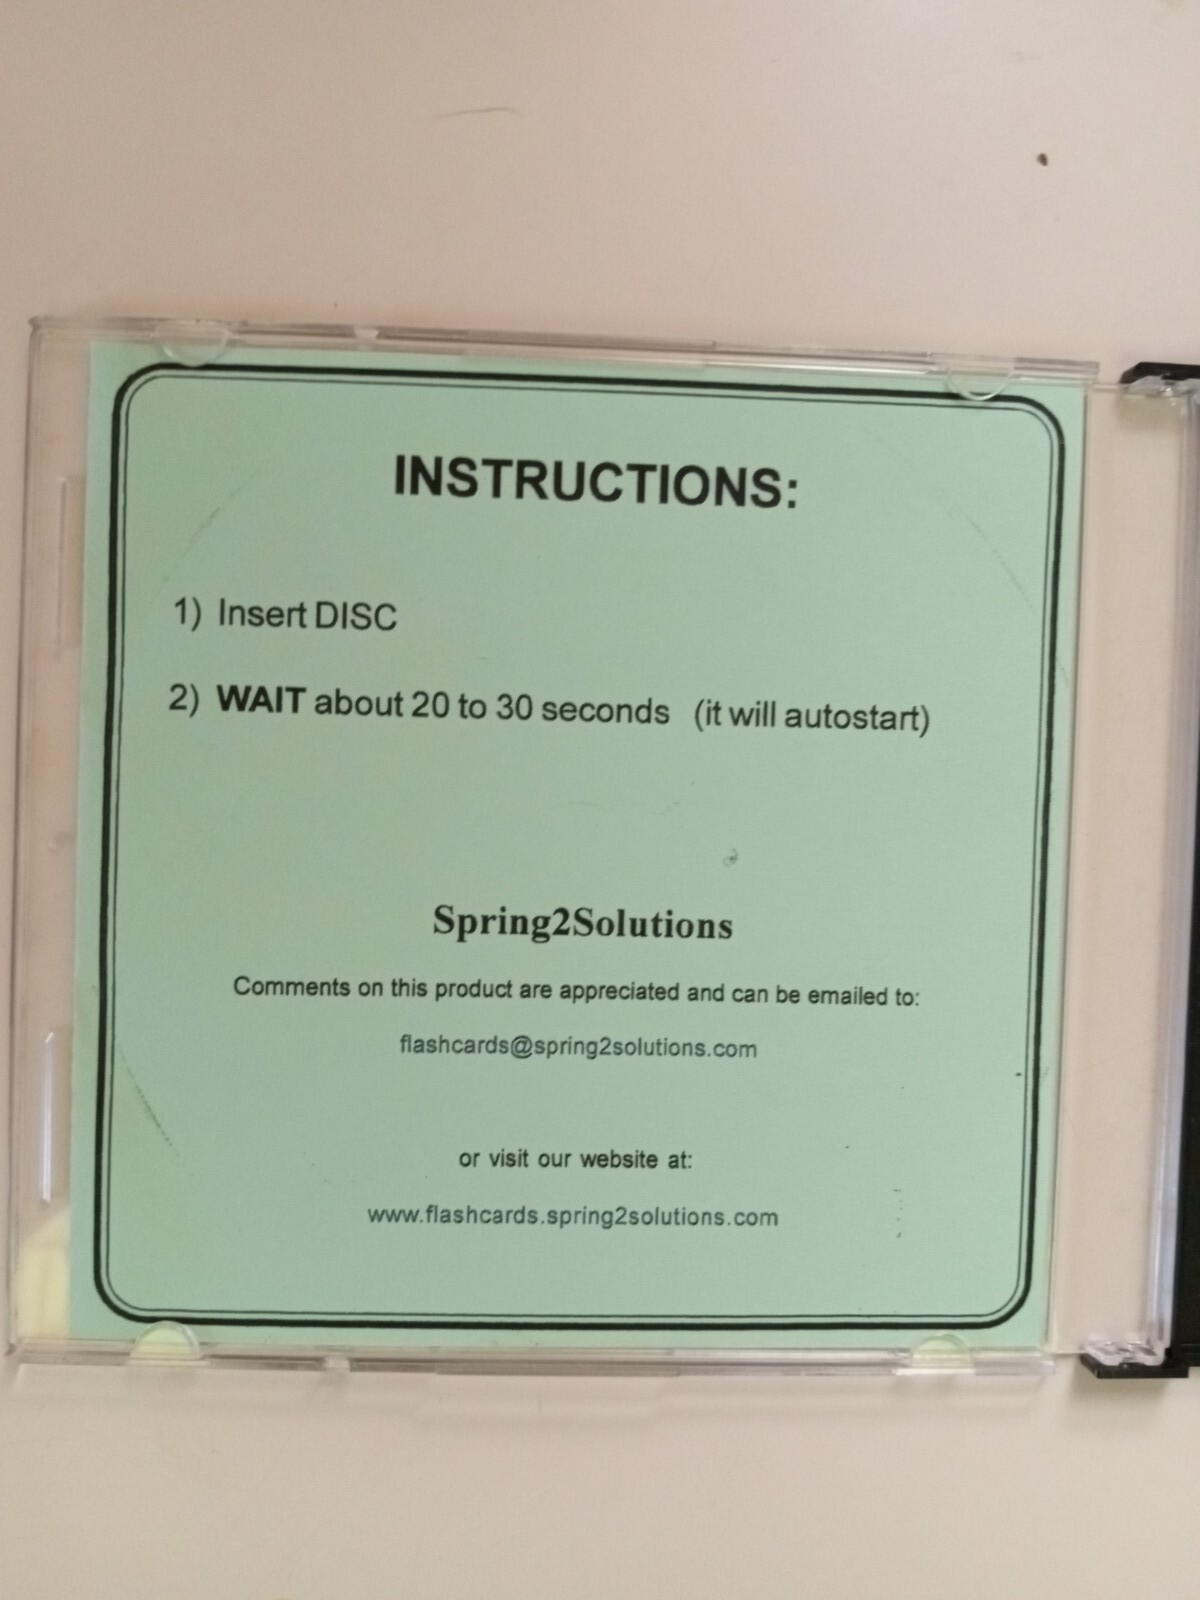 INSTRUCTIONS:
1) Insert DISC
2) WAIT about 20 to 30 seconds (it will autostart)
Spring2Solutions
Comments on this product are appreciated and can be emailed to:
flashcards@spring2solutions.com
or visit our website at:
www.flashcards.spring2solutions.com